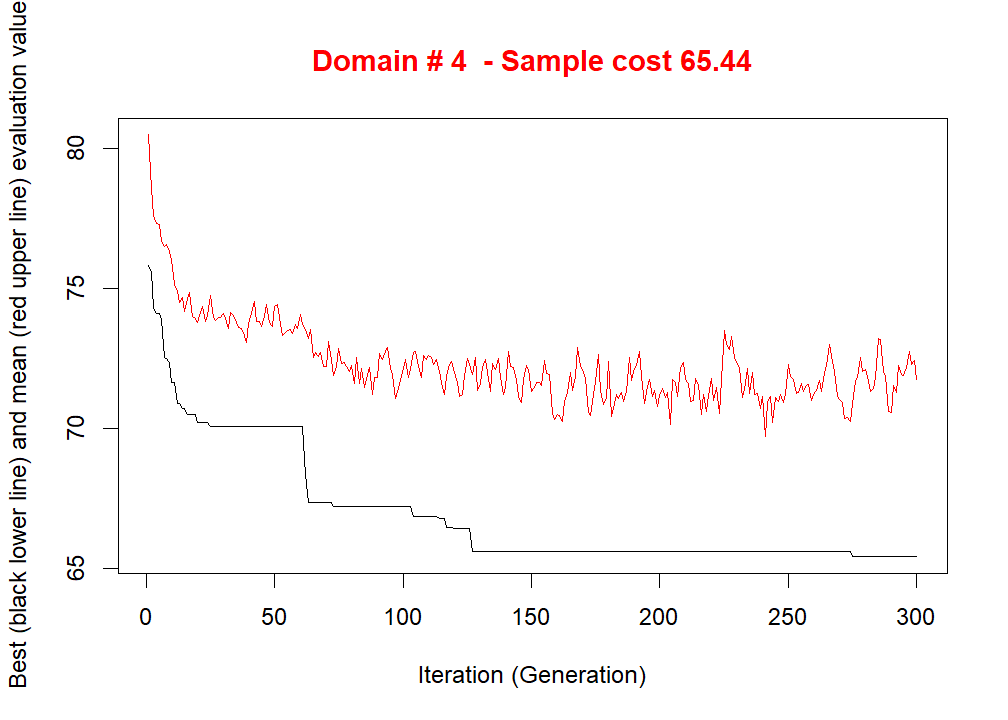 Domain # 4  - Sample cost 65.44
Best (black lower line) and mean (red upper line) evaluation value
80
75
70
65
0 50 100 150 200 250 300
Iteration (Generation)